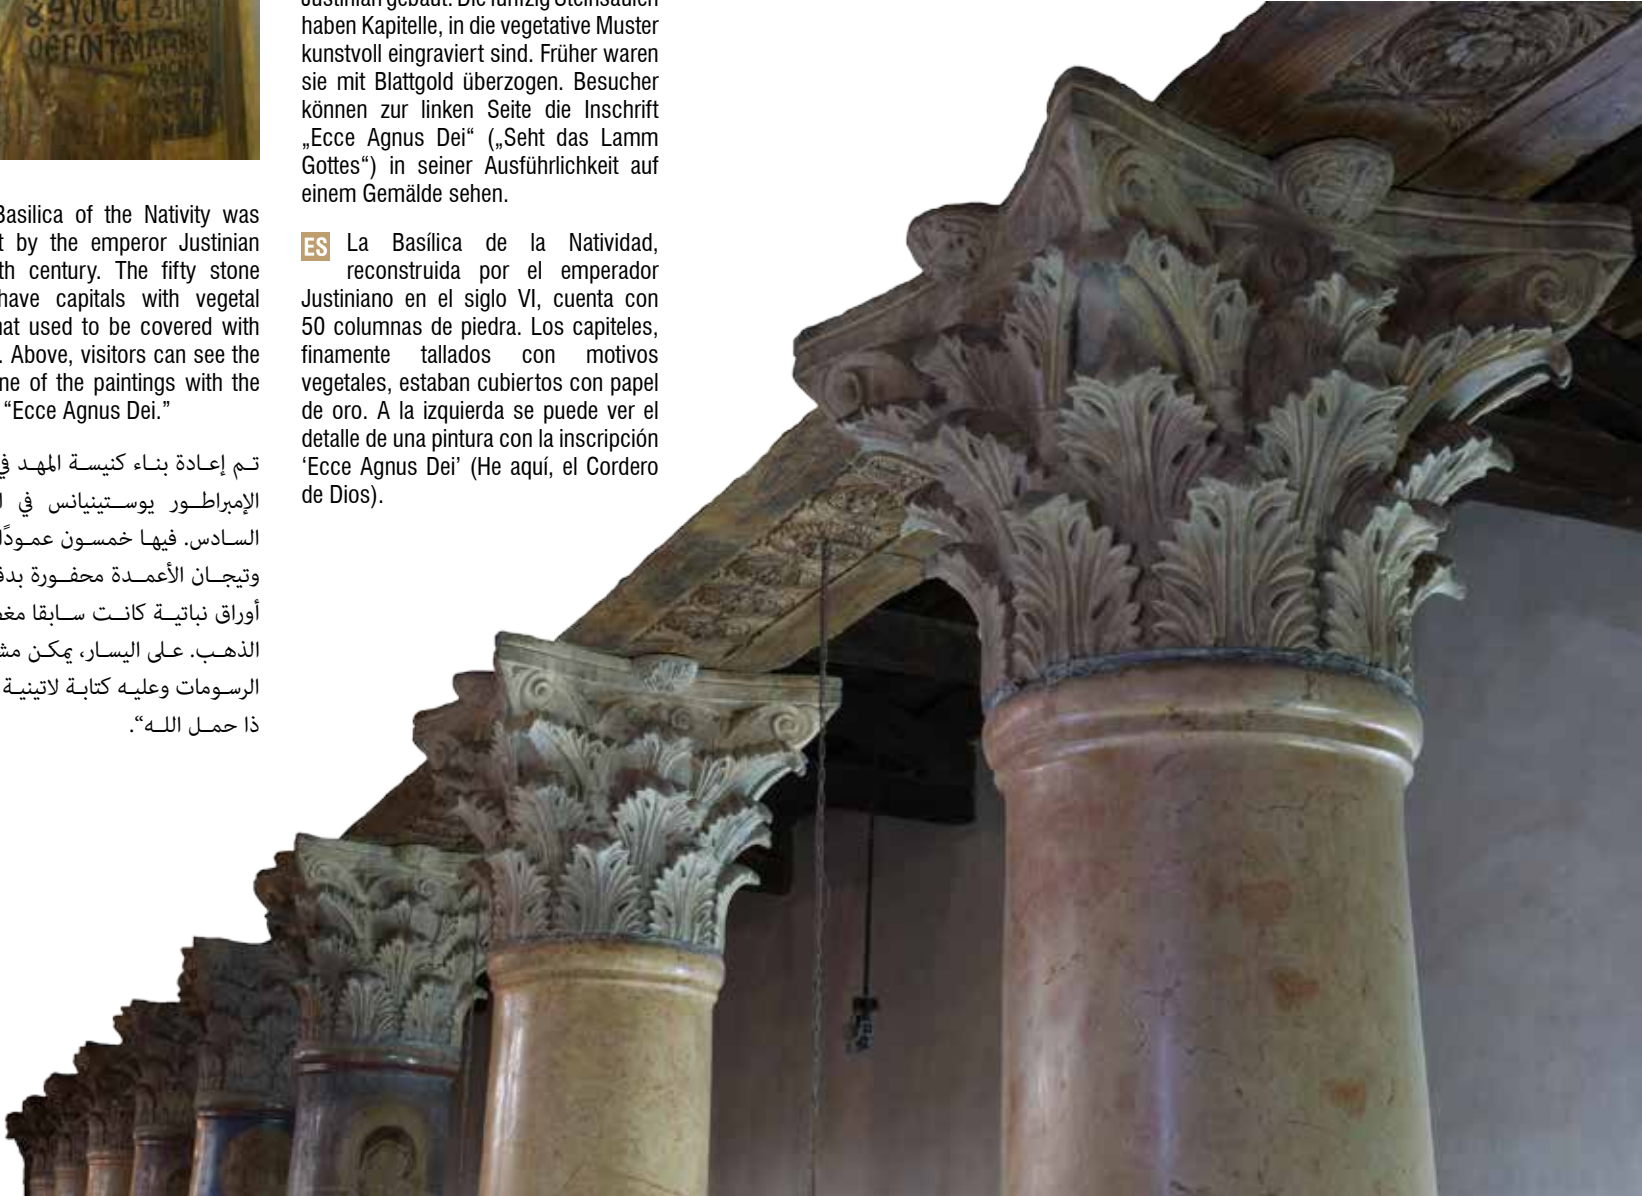 Basilica of the Nativity was
by the emperor Justinian
century. The fifty stone
have capitals with vegetal
used to be covered with
Above, visitors can see the
of the paintings with the
“Ecce Agnus Dei.”
تم إعادة بناء كنيسة المهد في
الإمبراطور يوستينيانس في
السادس. فيها خمسون عمودًا
وتيجان الأعمدة محفورة
أوراق نباتية كانت سابقا
الذهب. على اليسار، يمكن
الرسومات وعليه كتابة لاتينية
ذا حمل الله“.
Justinian gebaut. Die fünfzig Steinsäulen
haben Kapitelle, in die vegetative Muster
kunstvoll eingraviert sind. Früher waren
sie mit Blattgold überzogen. Besucher
können zur linken Seite die Inschrift
„Ecce Agnus Dei“ („Seht das Lamm
Gottes“) in seiner Ausführlichkeit auf
einem Gemälde sehen.
ES La Basílica de la Natividad,
reconstruida por el emperador
Justiniano en el siglo VI, cuenta con
50 columnas de piedra. Los capiteles,
finamente tallados con motivos
vegetales, estaban cubiertos con papel
de oro. A la izquierda se puede ver el
detalle de una pintura con la inscripción
‘Ecce Agnus Dei’ (He aquí, el Cordero
de Dios).